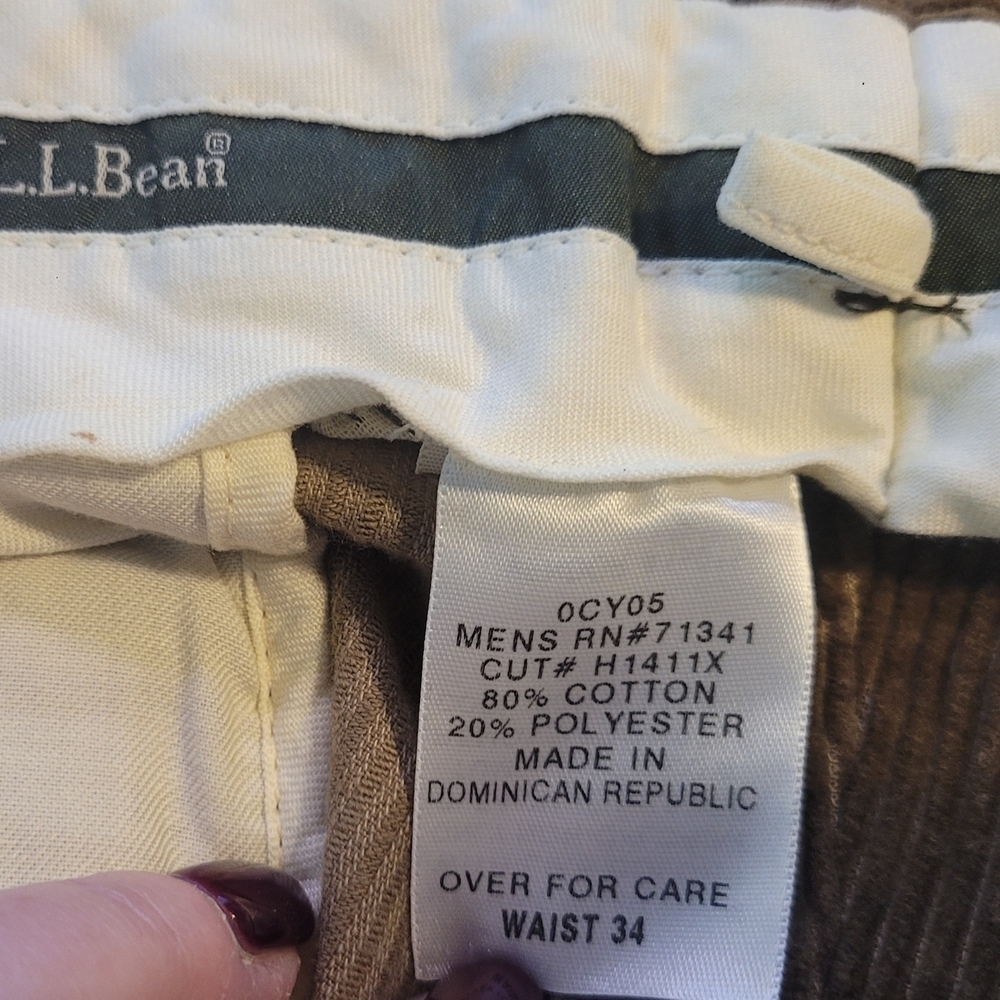 L.L.Bean®
0CY05
MENS RN#71341
CUT# H1411X
80% COTTON
20% POLYESTER
MADE IN
DOMINICAN REPUBLIC
OVER FOR CARE
WAIST 34